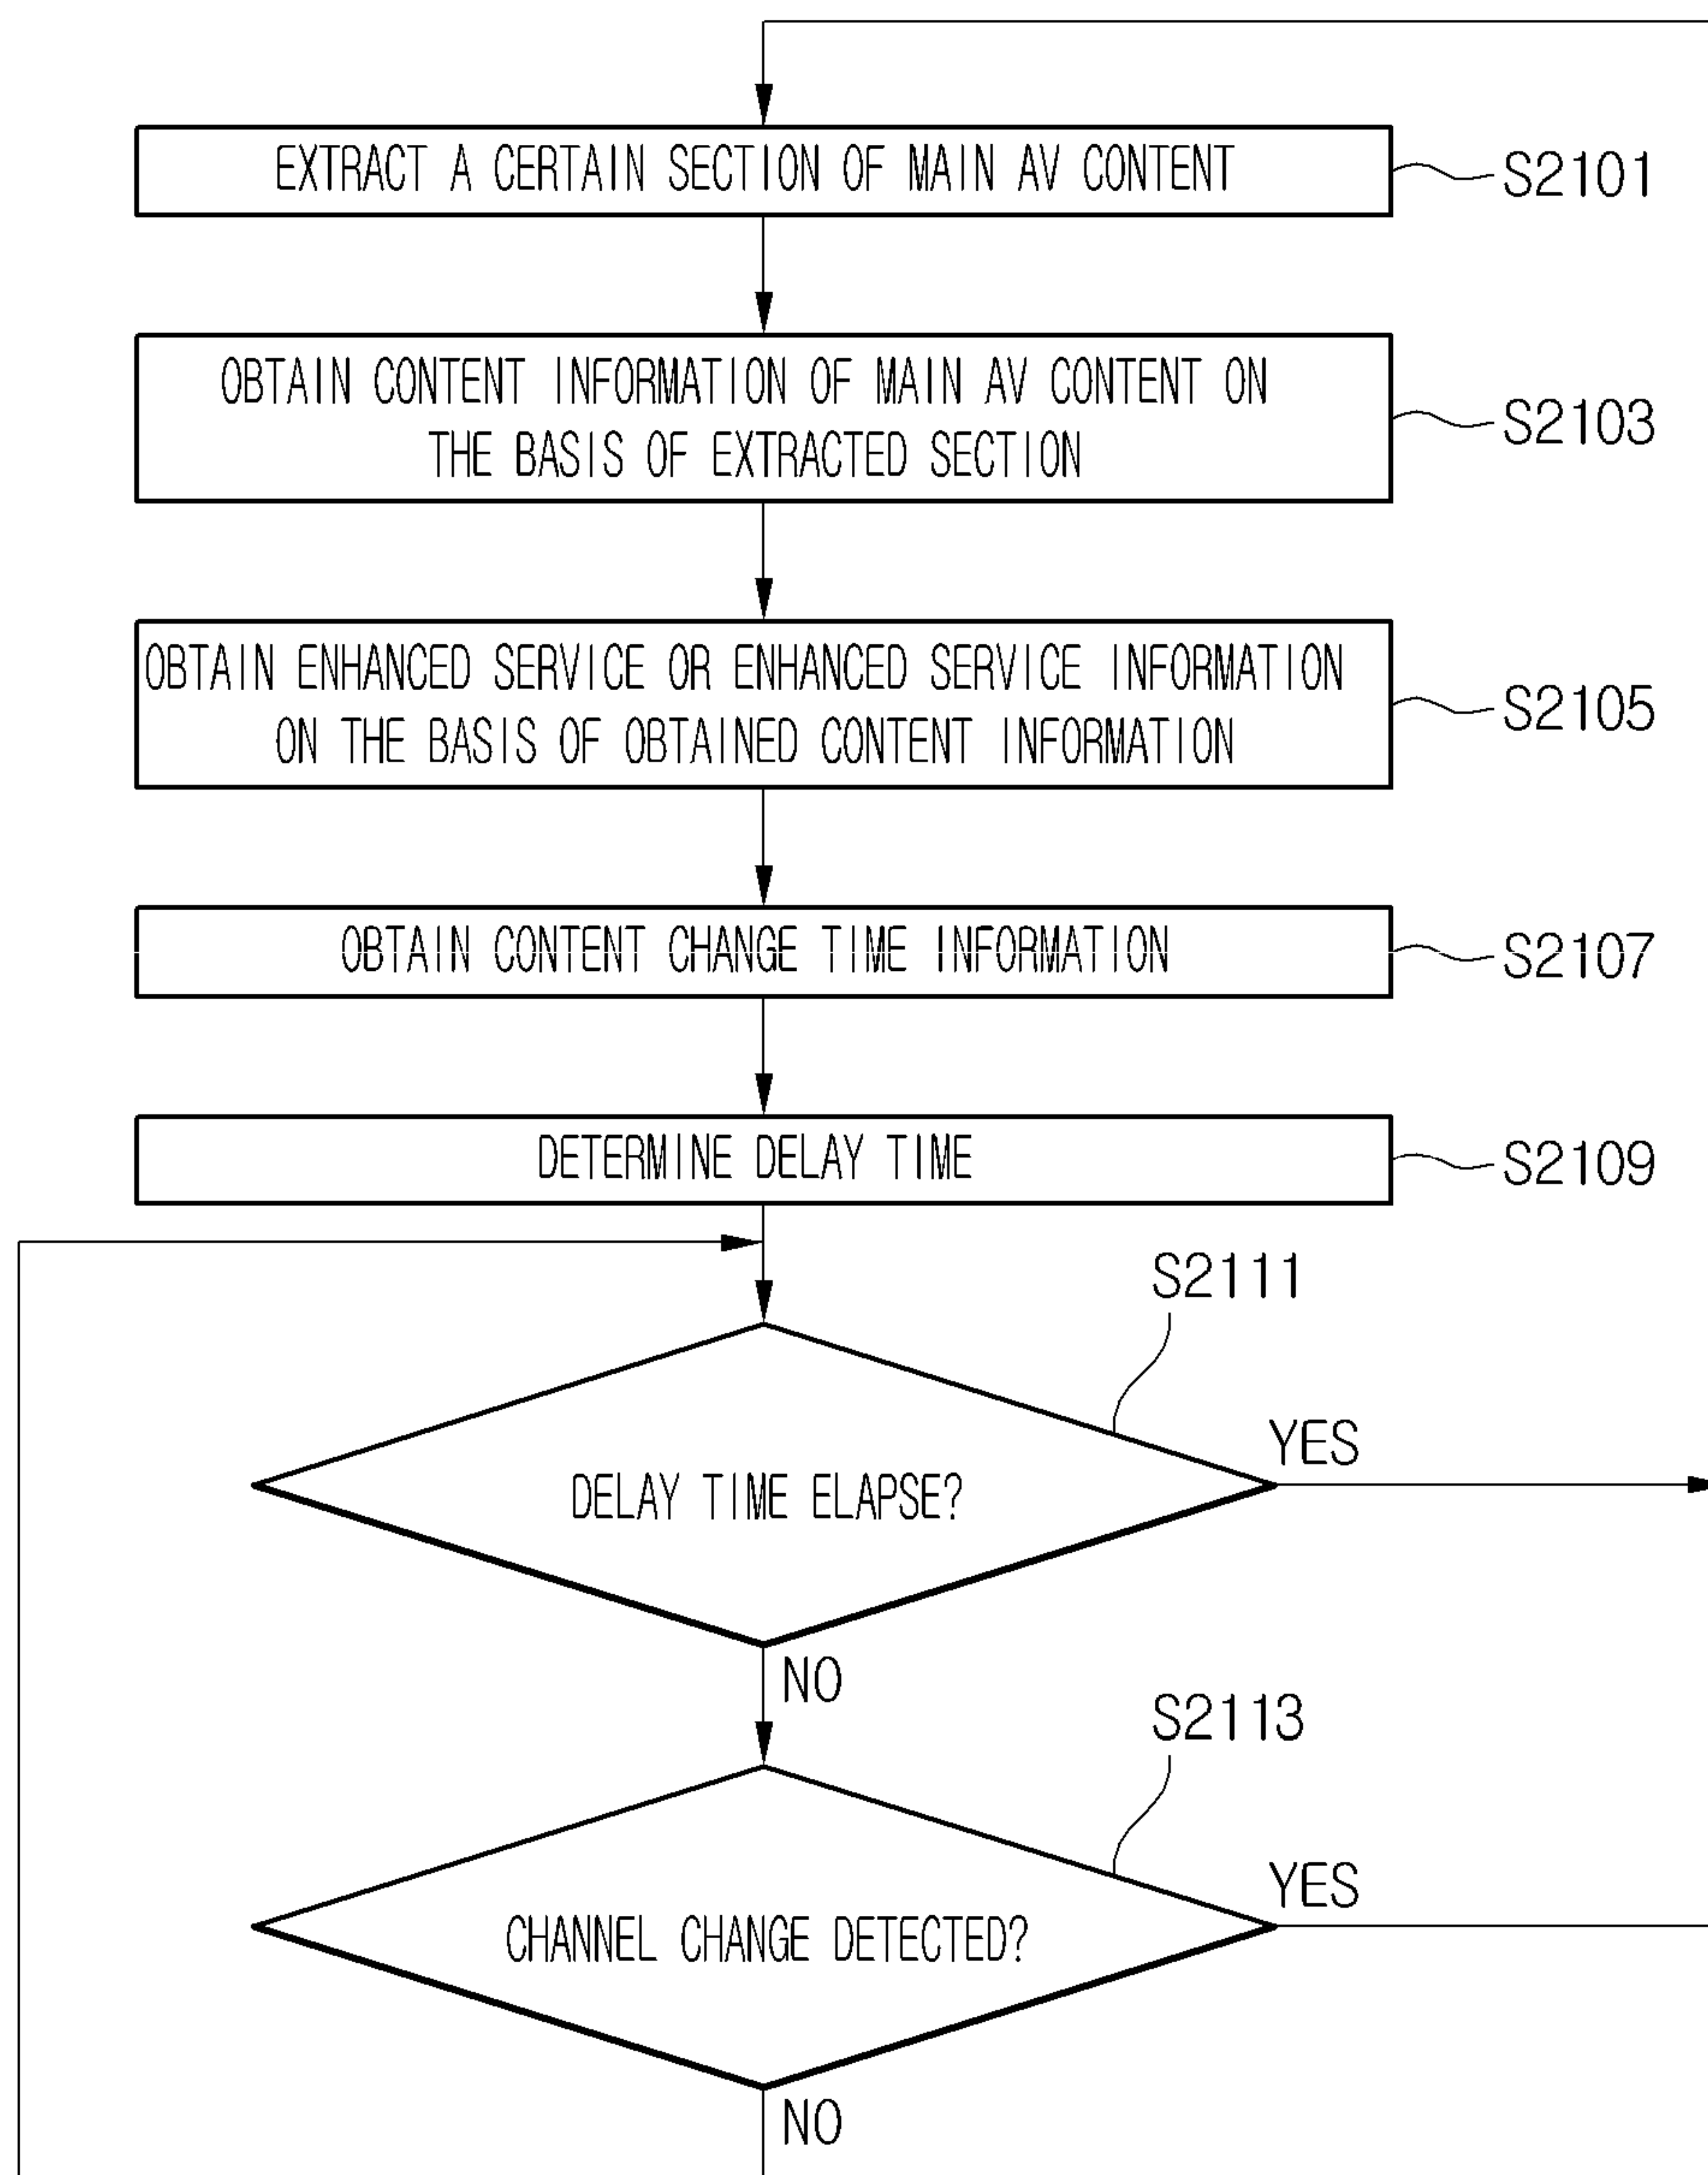 EXTRACT A CERTAIN SECTION OF MAIN AV CONTENT
S2101
OBTAIN CONTENT INFORMATION OF MAIN AV CONTENT ON
THE BASIS OF EXTRACTED SECTION
S2103
OBTAIN ENHANCED SERVICE OR ENHANCED SERVICE INFORMATION
ON THE BASIS OF OBTAINED CONTENT INFORMATION
S2105
OBTAIN CONTENT CHANGE TIME INFORMATION
S2107
DETERMINE DELAY TIME
S2109
S2111
YES
DELAY TIME ELAPSE?
NO
S2113
YES
CHANNEL CHANGE DETECTED?
NO